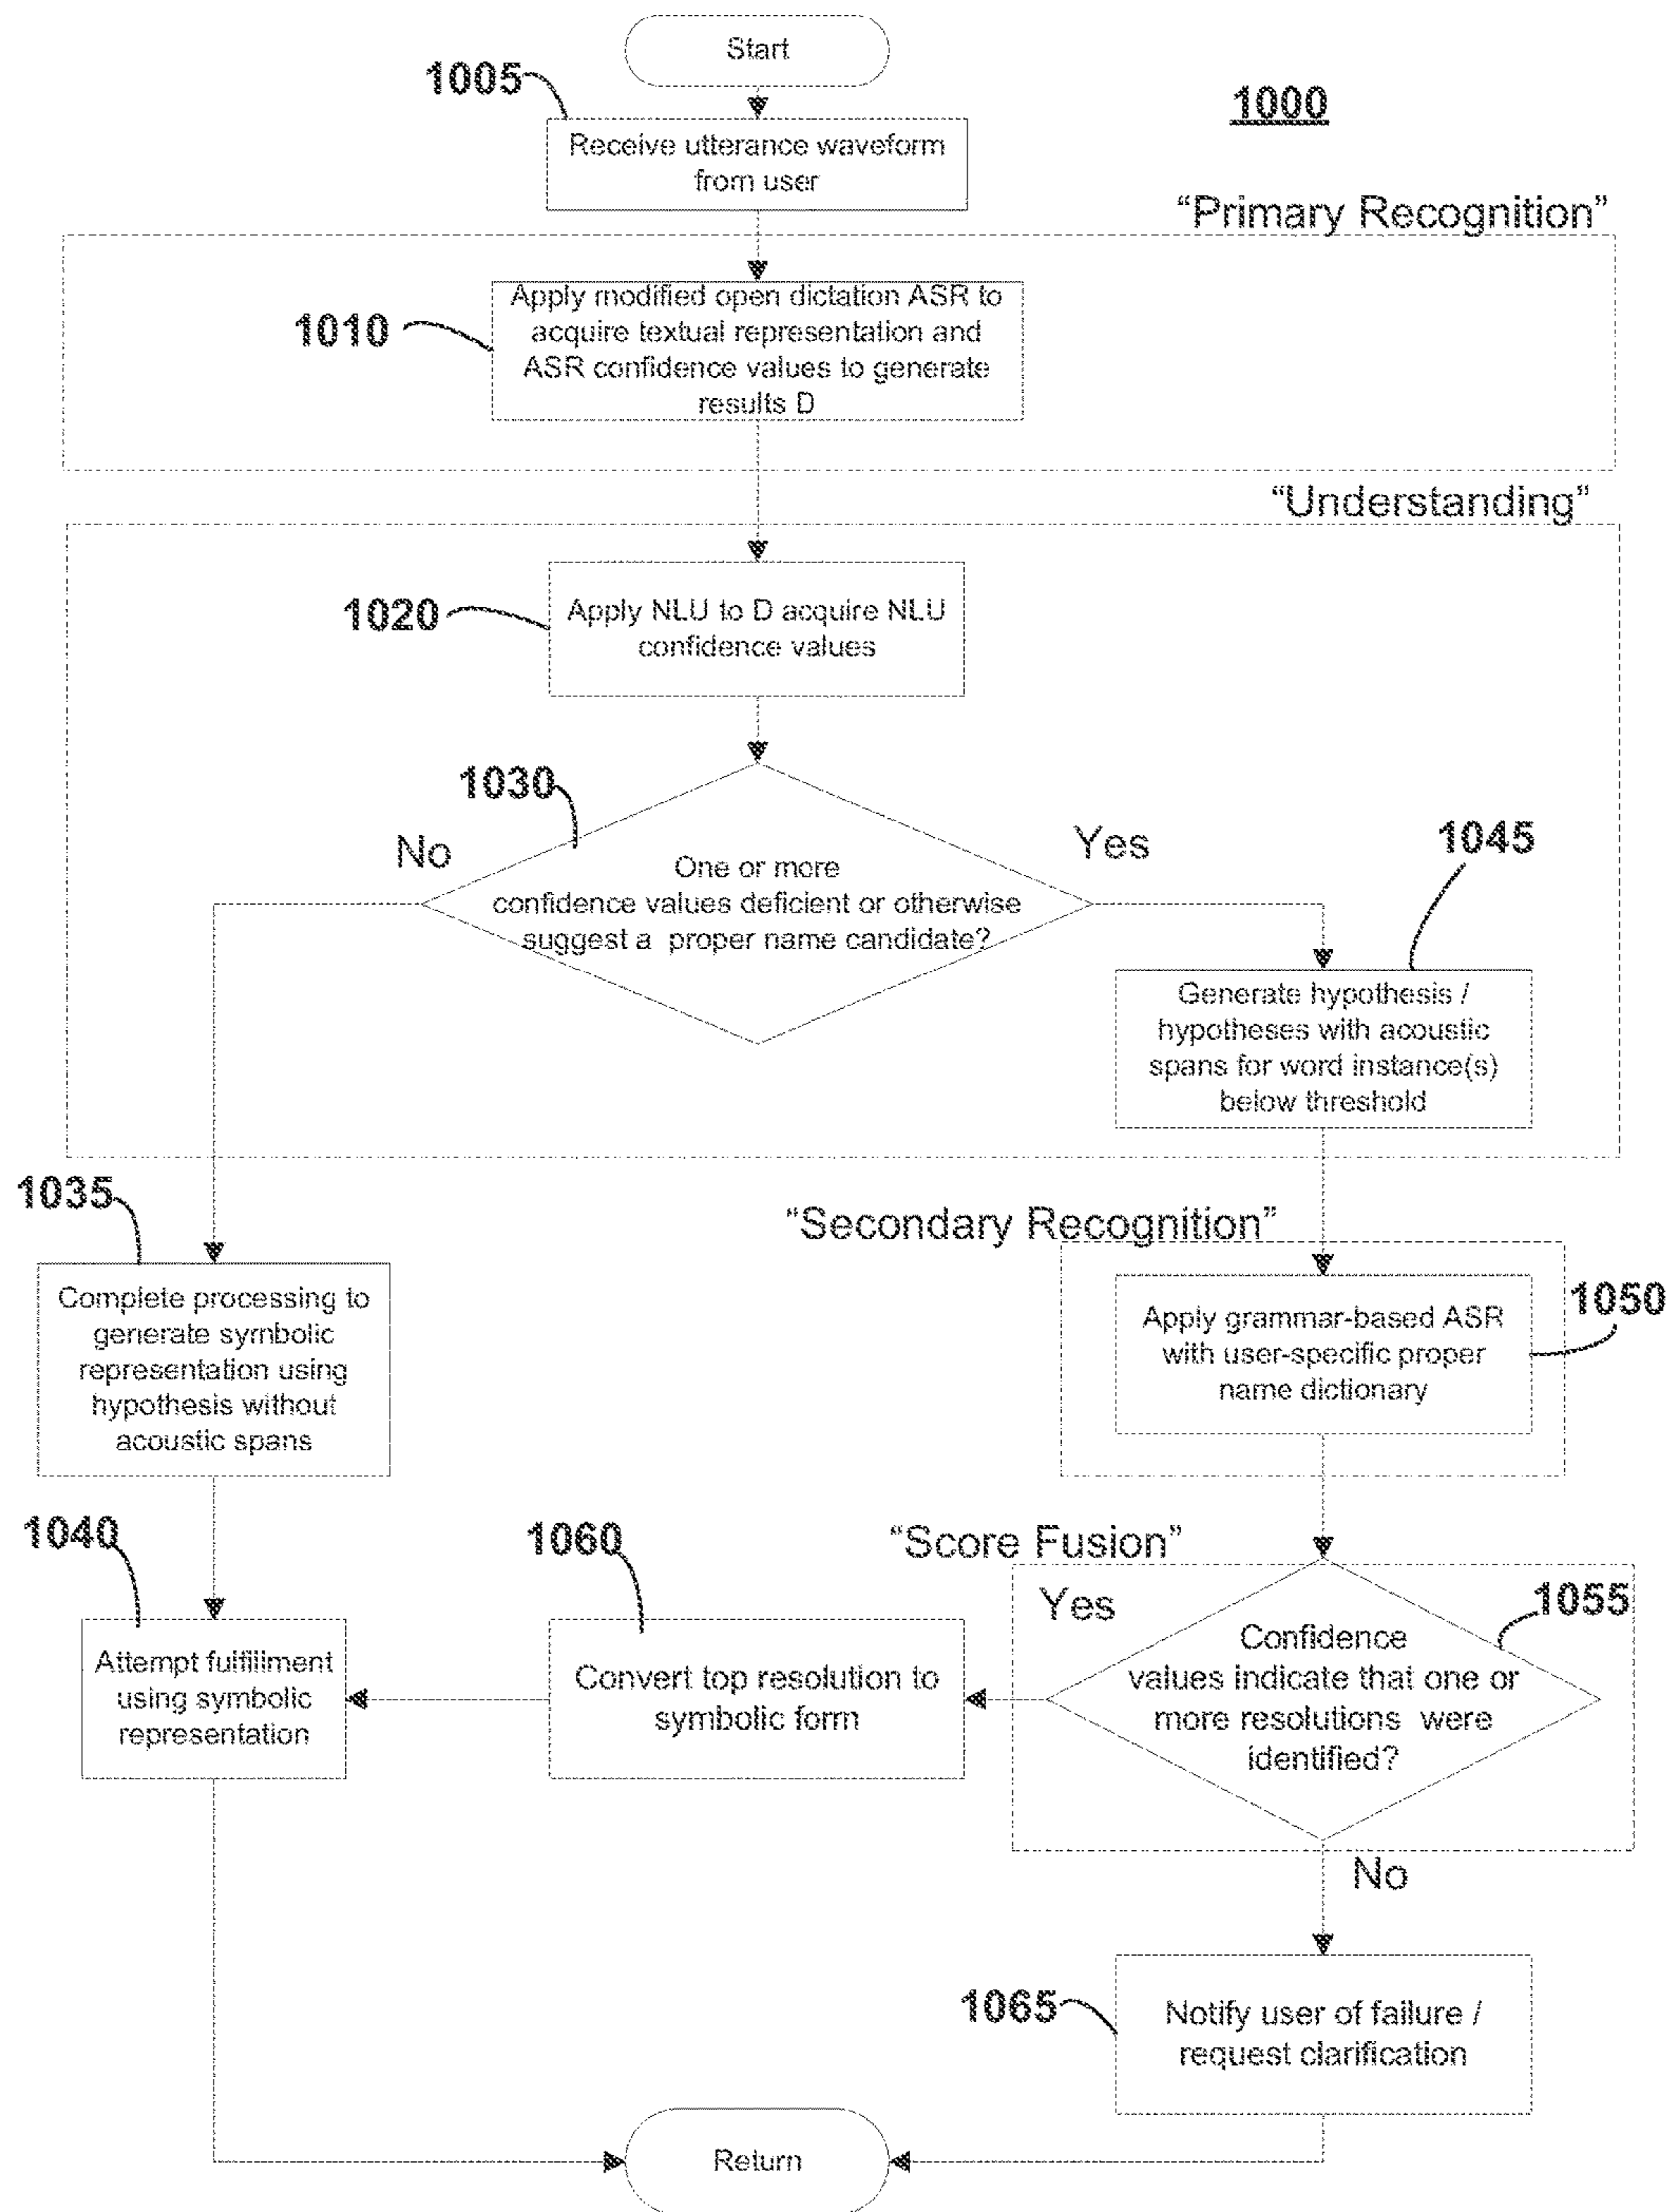 Start
1005
1000
Receive utterance waveform
from user
“Primary Recognition”
Apply modified open dictation ASR to
acquire textual representation and
ASR confidence values to generate
results D
1010
“Understanding”
1020
Apply NLU to D acquire NLU
confidence values
1030
No
Yes
1045
One or more
confidence values deficient or otherwise
suggest a proper name candidate?
Generate hypothesis /
hypotheses with acoustic
spans for word instance(s)
below threshold
1035
“Secondary Recognition”
Complete processing to
generate symbolic
representation using
hypothesis without
acoustic spans
1050
Apply grammar-based ASR
with user-specific proper
name dictionary
1040
1060
“Score Fusion”
Yes
1055
Attempt fulfillment
using symbolic
representation
Convert top resolution to
symbolic form
Confidence
values indicate that one or
more resolutions were
identified?
No
1065
Notify user of failure /
request clarification
Return